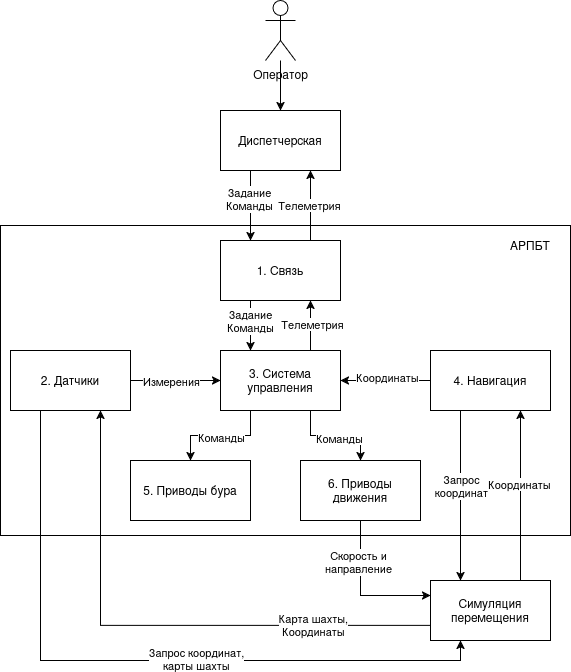 Оператор
Диспетчерская
Задание
Команды
Телеметрия
АРПБТ
1. Связь
Задание
Команды
Телеметрия
2. Датчики
Измерения
3. Система
управления
Координаты
4. Навигация
Команды
Команды
5. Приводы бура
6. Приводы
движения
Запрос
координат
Координаты
Скорость и
направление
Симуляция
перемещения
Карта шахты,
Координаты
Запрос координат,
карты шахты